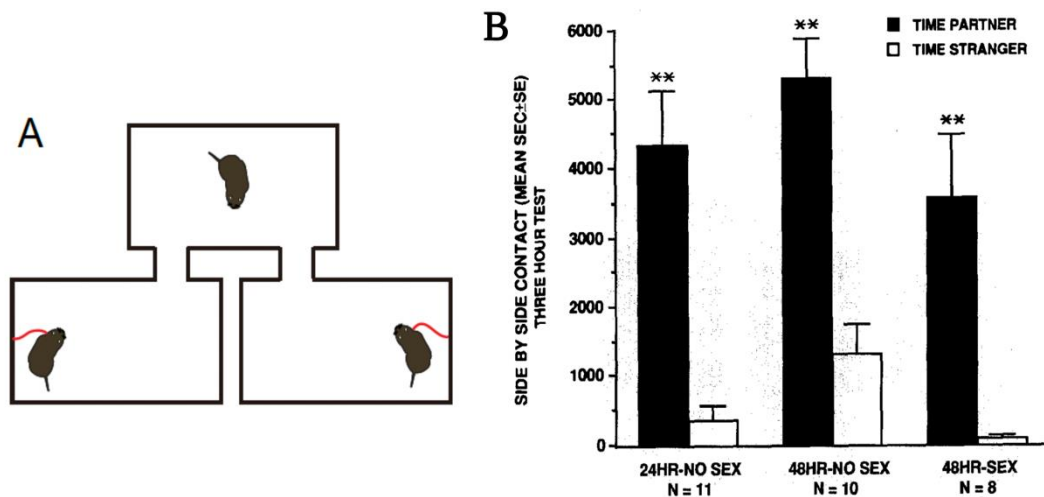 A
B
SIDE BY SIDE CONTACT (MEAN SEC±SE)
THREE HOUR TEST
6000
5000
4000
3000
2000
1000
0
**
**
**
TIME PARTNER
TIME STRANGER
24HR-NO SEX
N = 11
48HR-NO SEX
N = 10
48HR-SEX
N = 8